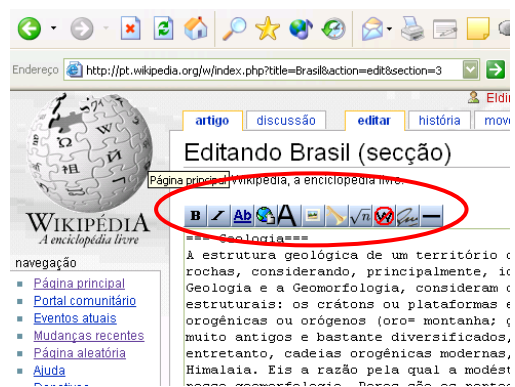 Endereço http://pt.wikipedia.org/w/index.php?title=Brasil&action=edit&section=3
Eldi
artigo discussão editar história move
Editando Brasil (secção)
Página principal Wikipedia, a enciclopédia livre.
B I Ab A √n W
WIKIPÉDIA
A enciclopédia livre
navegação
Página principal
Portal comunitário
Eventos atuais
Mudanças recentes
Página aleatória
Ajuda
=== Geologia===
A estrutura geológica de um território
rochas, considerando, principalmente,
Geologia e a Geomorfologia, consideram
estruturais: os crátons ou plataformas e
orogênicas ou orógenos (oro= montanha;
muito antigos e bastante diversificados,
entretanto, cadeias orogênicas modernas,
Himalaia. Eis a razão pela qual a modést